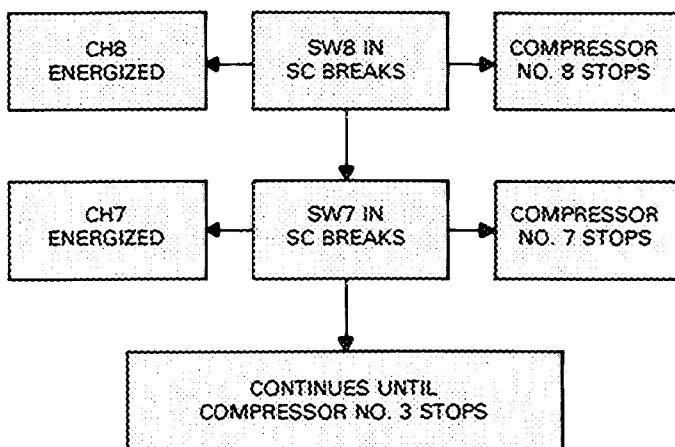 CH8
ENERGIZED
SW8 IN
SC BREAKS
COMPRESSOR
NO. 8 STOPS
CH7
ENERGIZED
SW7 IN
SC BREAKS
COMPRESSOR
NO. 7 STOPS
CONTINUES UNTIL
COMPRESSOR NO. 3 STOPS